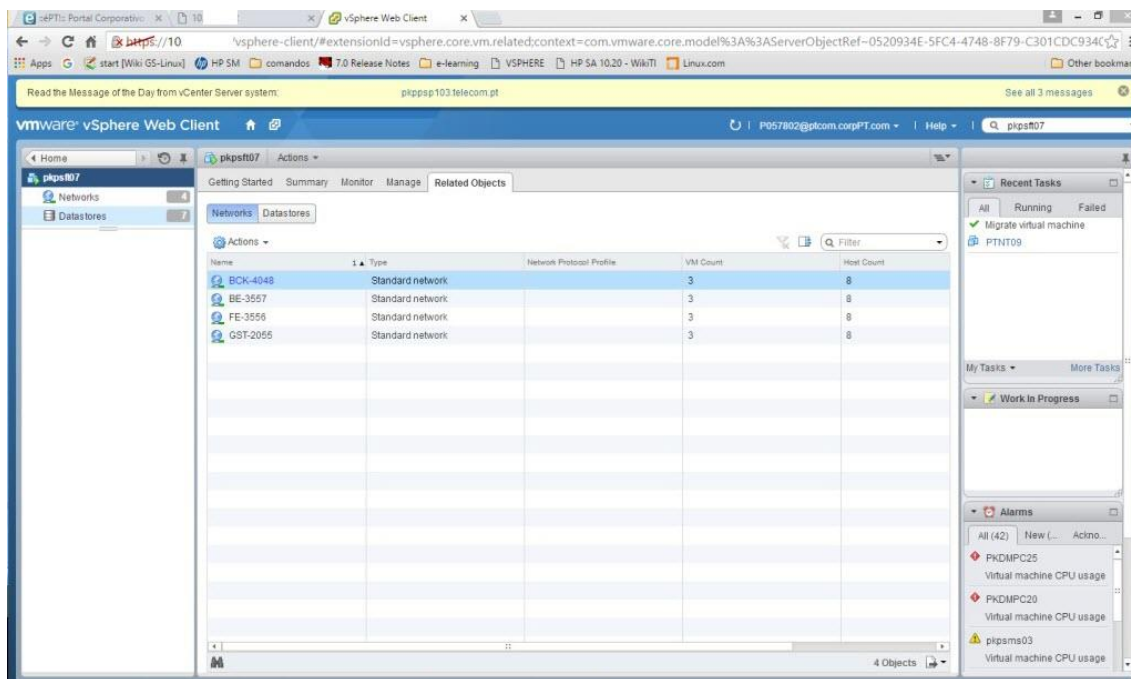 Portal Corporativo
10
vSphere Web Client
https://10
vsphere-client/#extensionId=vsphere.core.vm.related;context=com.vmware.core.model%3A%3AServerObjectRef~0520934E-5FC4-4748-8F79-C301CDC934C
Apps
start [Wiki GS-Linux]
HP SM
comandos
7.0 Release Notes
e-learning
VSPHERE
HP SA 10.20 - WikiTI
Linux.com
Other bookmar
Read the Message of the Day from vCenter Server system:
pkppsp103.telecom.pt
See all 3 messages
vmware® vSphere Web Client
P057802@ptcom.corpPT.com
Help
pkpsft07
Home
pkpsft07
Networks 4
Datastores 7
pkpsft07 Actions
Getting Started Summary Monitor Manage Related Objects
Networks Datastores
Actions
Filter
Name 1 Type Network Protocol Profile VM Count Host Count
BCK-4048 Standard network 3 8
BE-3557 Standard network 3 8
FE-3556 Standard network 3 8
GST-2055 Standard network 3 8
4 Objects
Recent Tasks
All Running Failed
Migrate virtual machine
PTNT09
My Tasks More Tasks
Work In Progress
Alarms
All (42) New (... Ackno...
PKDMPC25
Virtual machine CPU usage
PKDMPC20
Virtual machine CPU usage
pkpsms03
Virtual machine CPU usage